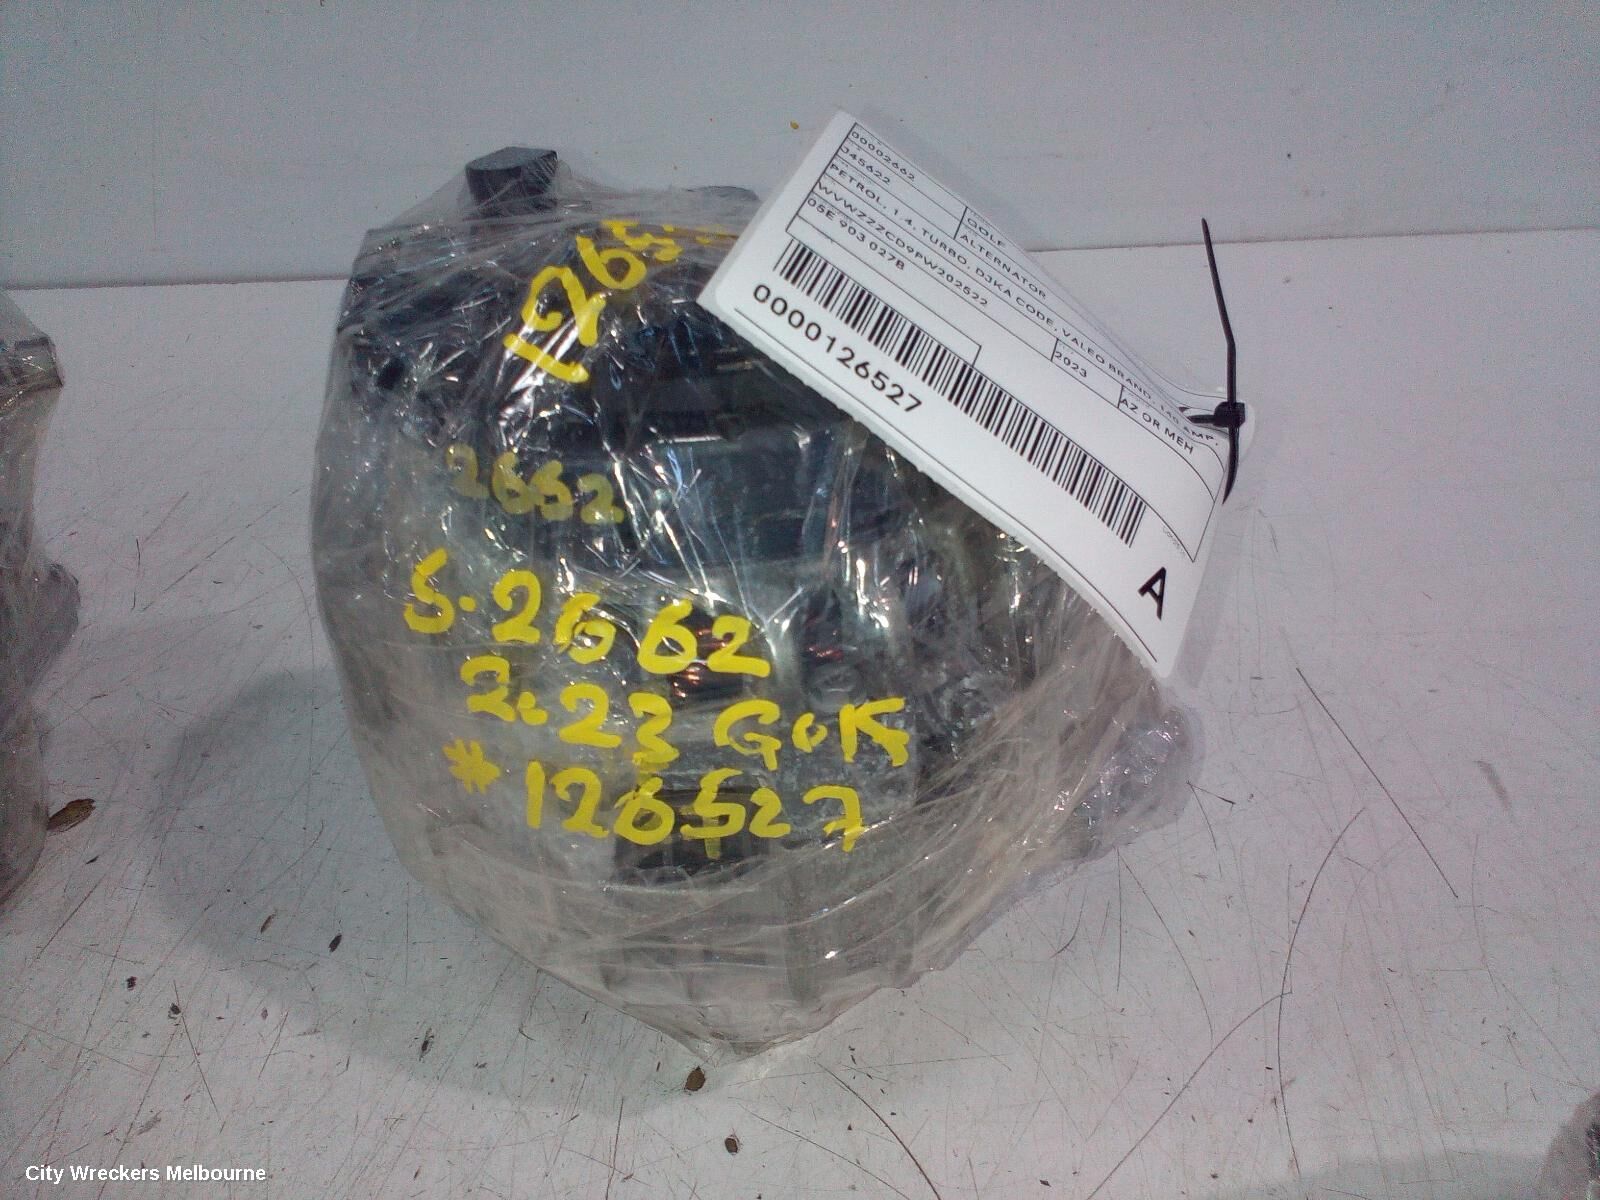 00002662
GOLF
J45622
ALTERNATOR
PETROL, 1.4, TURBO, DJKA CODE, VALEO BRAND, 140 AMP,
WVWZZZCD9PW202522
2023
AZ OR MEH
05E 903 027B
0000126527
A
1265
2662
S.2662
2.23 Golf
# 126527
City Wreckers Melbourne